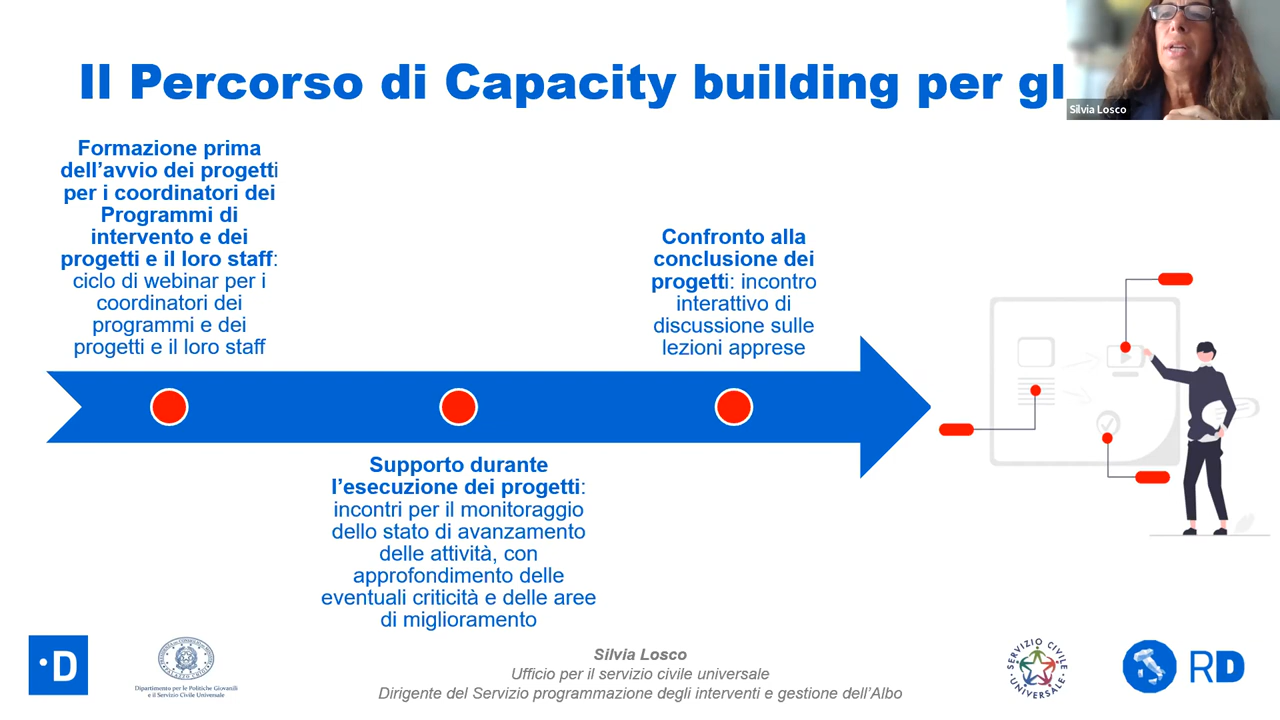 Il Percorso di Capacity building per gl
Silvia Losco
Formazione prima
dell’avvio dei progetti
per i coordinatori dei
Programmi di
intervento e dei
progetti e il loro staff:
ciclo di webinar per i
coordinatori dei
programmi e dei
progetti e il loro staff
Supporto durante
l’esecuzione dei progetti:
incontri per il monitoraggio
dello stato di avanzamento
delle attività, con
approfondimento delle
eventuali criticità e delle aree
di miglioramento
Confronto alla
conclusione dei
progetti: incontro
interattivo di
discussione sulle
lezioni apprese
D
Dipartimento per le Politiche Giovanili
e il Servizio Civile Universale
Silvia Losco
Ufficio per il servizio civile universale
Dirigente del Servizio programmazione degli interventi e gestione dell’Albo
SERVIZIO CIVILE
UNIVERSALE
RD